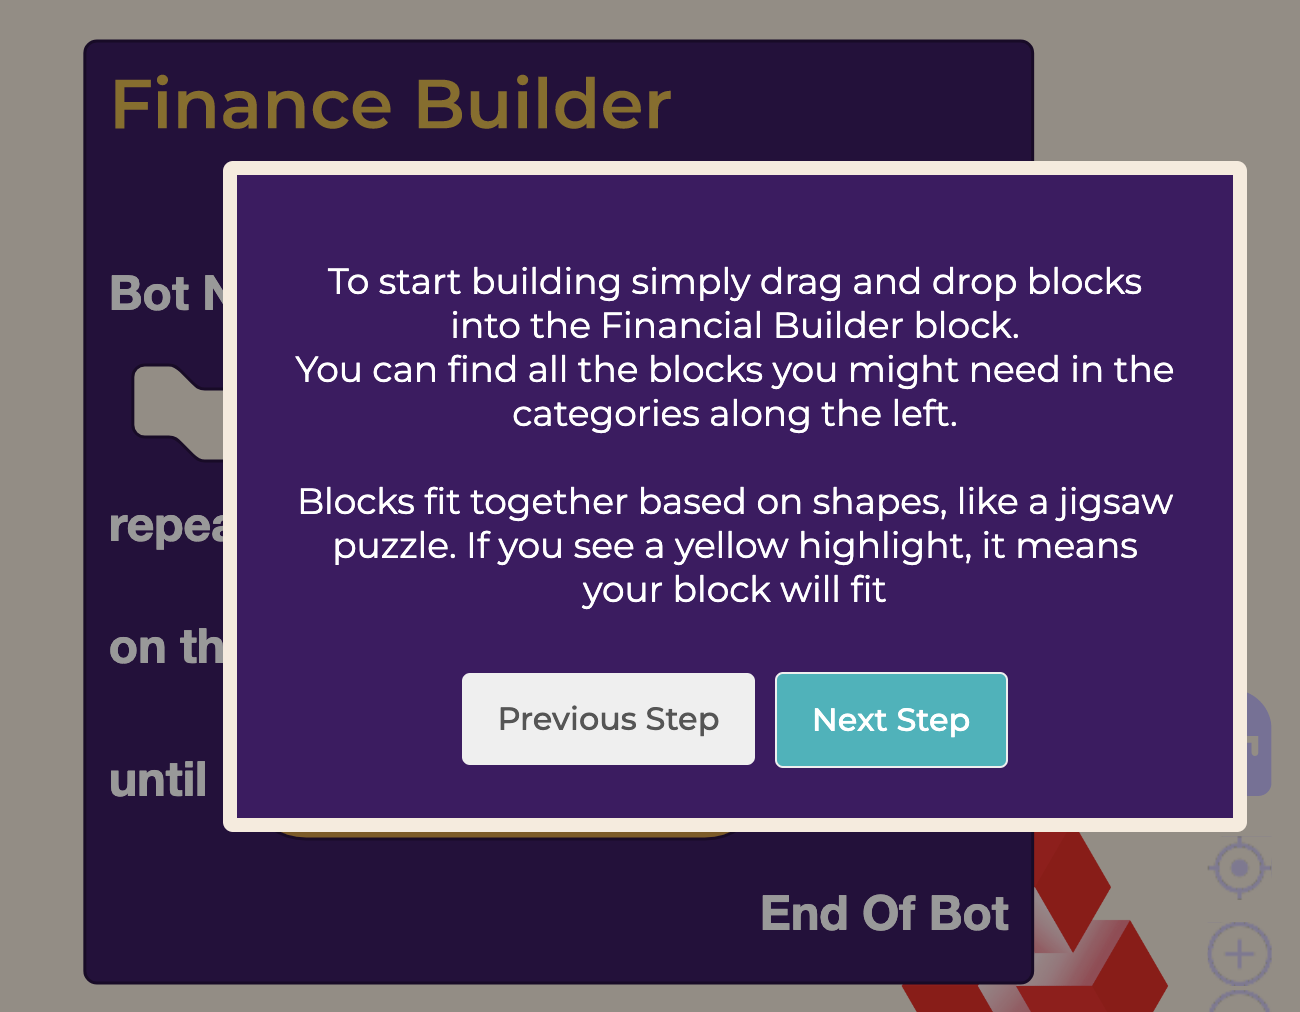 Finance Builder
Bot
To start building simply drag and drop blocks
into the Financial Builder block.
You can find all the blocks you might need in the
categories along the left.
Blocks fit together based on shapes, like a jigsaw
puzzle. If you see a yellow highlight, it means
your block will fit
on
until
Previous Step
Next Step
End Of Bot